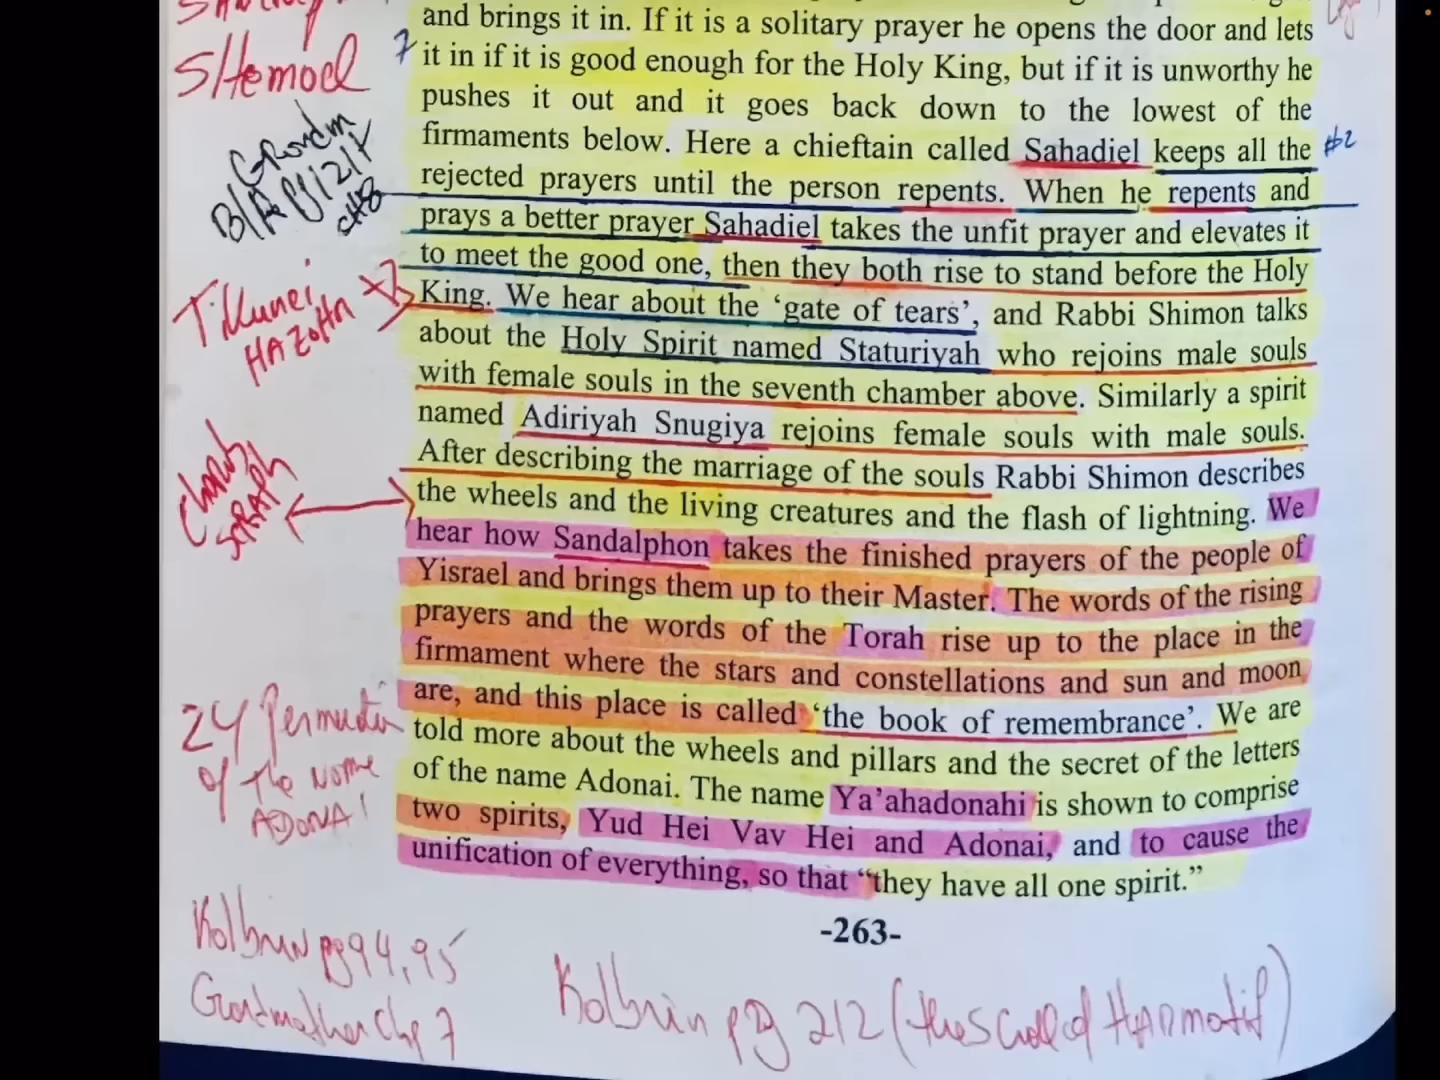 SHemoel
and brings it in. If it is a solitary prayer he opens the door and lets
7 it in if it is good enough for the Holy King, but if it is unworthy he
pushes it out and it goes back down to the lowest of the
firmaments below. Here a chieftain called Sahadiel keeps all the #2
rejected prayers until the person repents. When he repents and
prays a better prayer Sahadiel takes the unfit prayer and elevates it
to meet the good one, then they both rise to stand before the Holy
King. We hear about the ‘gate of tears’, and Rabbi Shimon talks
about the Holy Spirit named Staturiyah who rejoins male souls
with female souls in the seventh chamber above. Similarly a spirit
named Adiriyah Snugiya rejoins female souls with male souls.
After describing the marriage of the souls Rabbi Shimon describes
the wheels and the living creatures and the flash of lightning. We
hear how Sandalphon takes the finished prayers of the people of
Yisrael and brings them up to their Master. The words of the rising
prayers and the words of the Torah rise up to the place in the
firmament where the stars and constellations and sun and moon
are, and this place is called ‘the book of remembrance’. We are
told more about the wheels and pillars and the secret of the letters
of the name Adonai. The name Ya’ahadonahi is shown to comprise
two spirits, Yud Hei Vav Hei and Adonai, and to cause the
unification of everything, so that “they have all one spirit.”
-263-
Tikunei
HAZOHA
24
of The Nome
ADONAI
Kolbrin pg 94, 95
Kolbrin pg 212